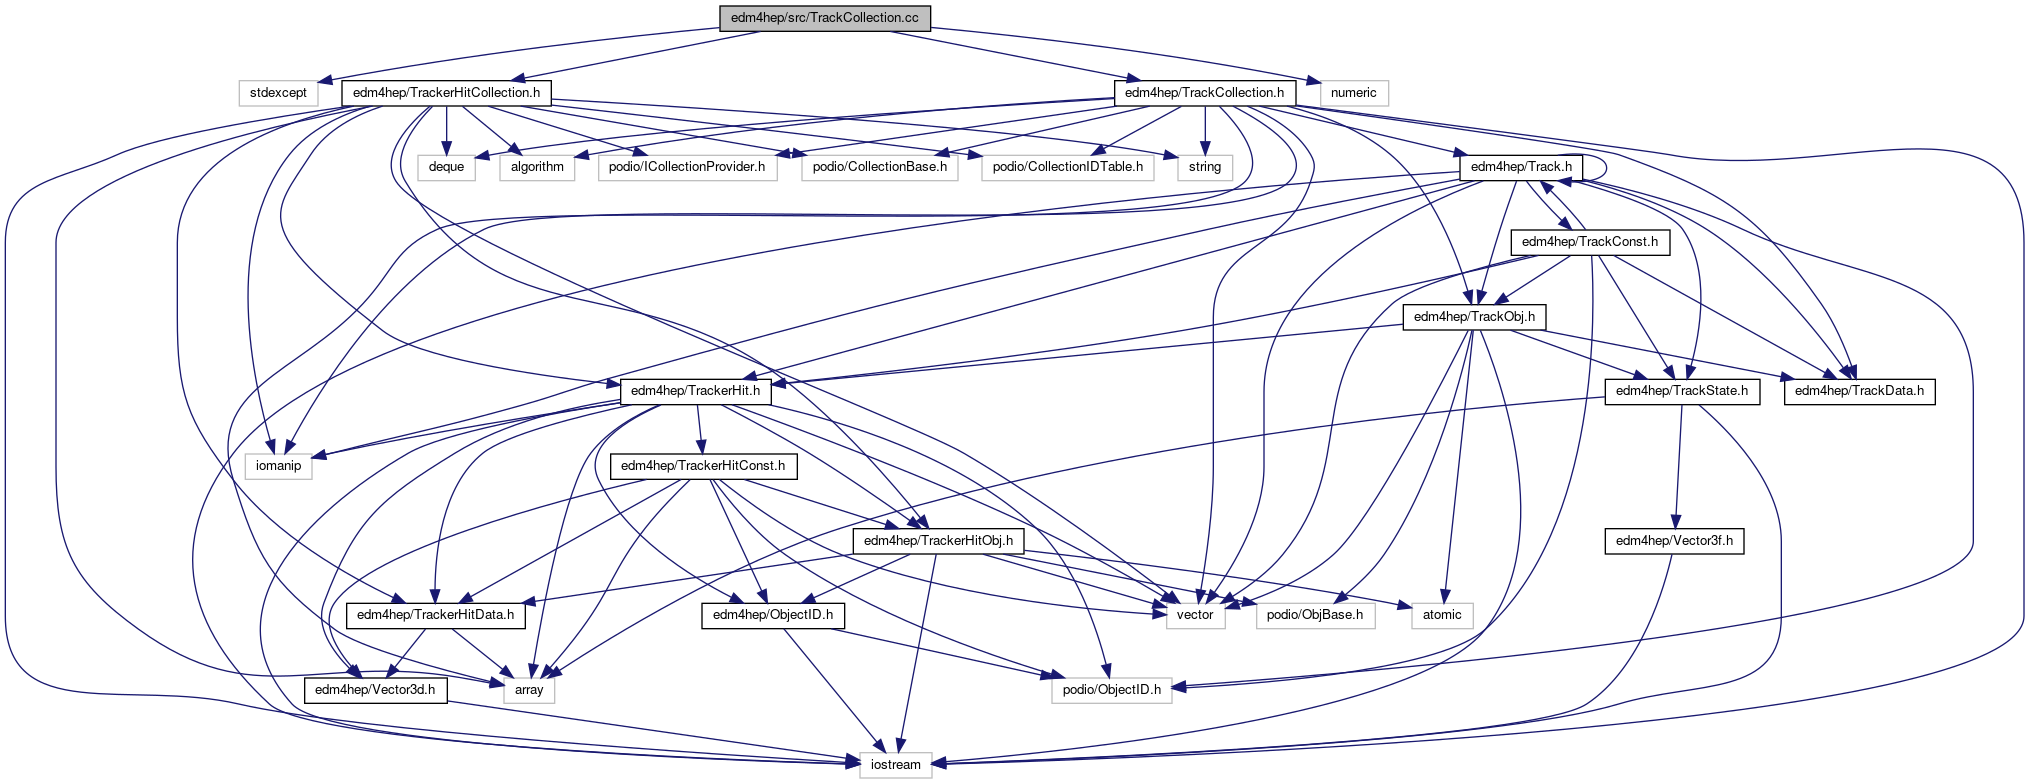 edm4hep/src/TrackCollection.cc
stdexcept
edm4hep/TrackerHitCollection.h
edm4hep/TrackCollection.h
numeric
deque
algorithm
podio/ICollectionProvider.h
podio/CollectionBase.h
podio/CollectionIDTable.h
string
edm4hep/Track.h
edm4hep/TrackConst.h
edm4hep/TrackObj.h
edm4hep/TrackerHit.h
edm4hep/TrackState.h
edm4hep/TrackData.h
iomanip
edm4hep/TrackerHitConst.h
edm4hep/TrackerHitObj.h
edm4hep/Vector3f.h
edm4hep/TrackerHitData.h
edm4hep/ObjectID.h
vector
podio/ObjBase.h
atomic
edm4hep/Vector3d.h
array
podio/ObjectID.h
iostream